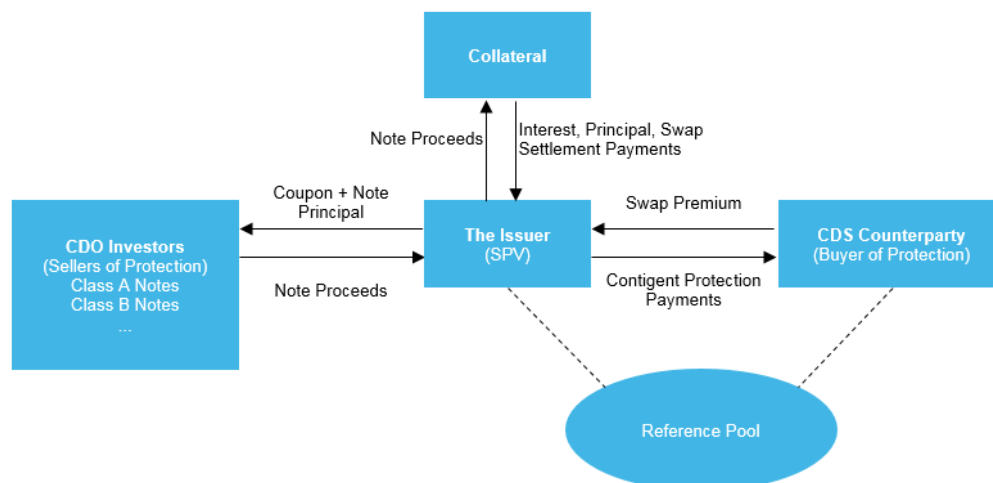 Collateral
Note Proceeds
Interest, Principal, Swap
Settlement Payments
Coupon + Note
Principal
Swap Premium
CDO Investors
(Sellers of Protection)
Class A Notes
Class B Notes
...
The Issuer
(SPV)
CDS Counterparty
(Buyer of Protection)
Note Proceeds
Contigent Protection
Payments
Reference Pool